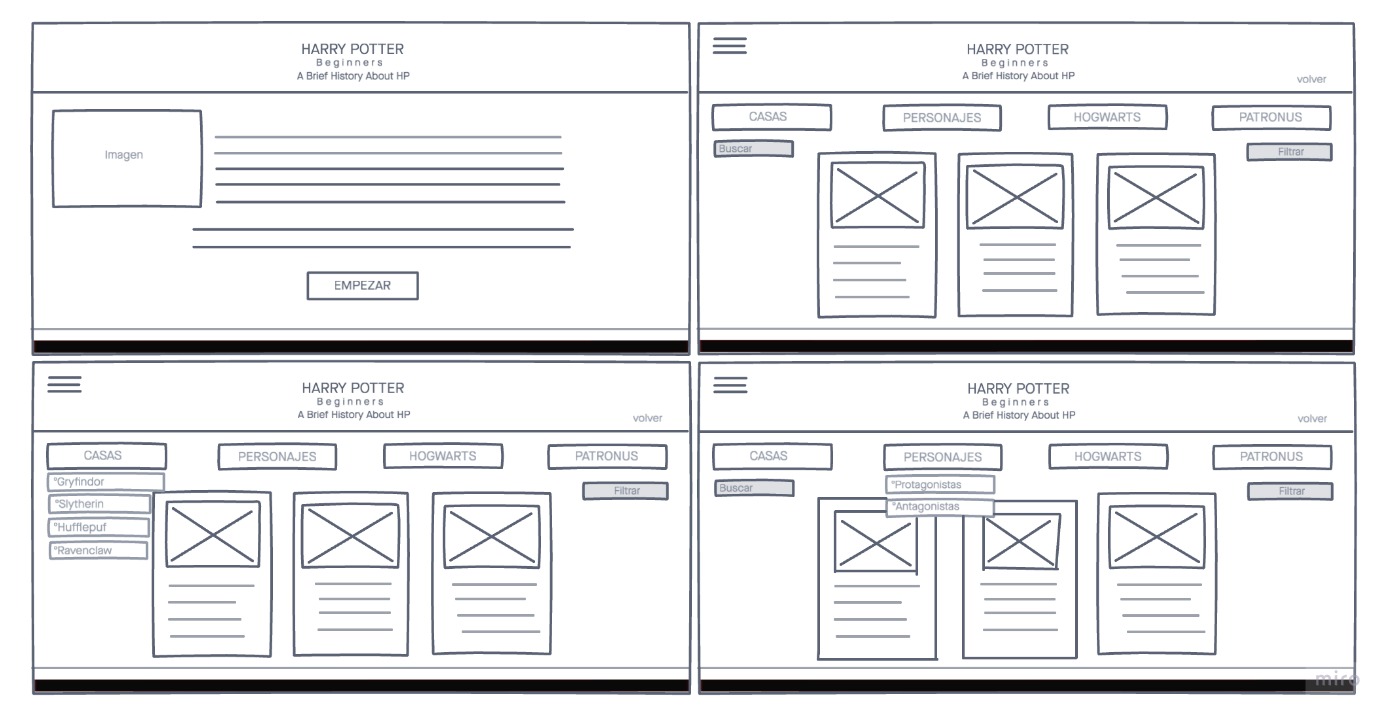 HARRY POTTER
Beginners
A Brief History About HP
Imagen
EMPEZAR
HARRY POTTER
Beginners
A Brief History About HP
volver
CASAS
PERSONAJES
HOGWARTS
PATRONUS
Buscar
Filtrar
HARRY POTTER
Beginners
A Brief History About HP
volver
CASAS
PERSONAJES
HOGWARTS
PATRONUS
°Gryfindor
°Slytherin
°Hufflepuf
°Ravenclaw
Filtrar
HARRY POTTER
Beginners
A Brief History About HP
volver
CASAS
PERSONAJES
HOGWARTS
PATRONUS
°Protagonistas
°Antagonistas
Buscar
Filtrar
miro